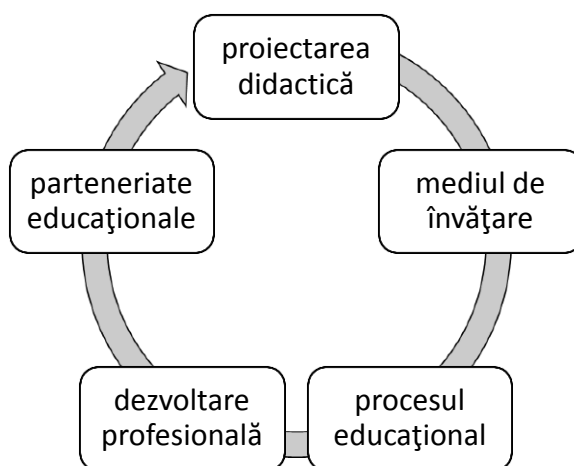 proiectarea
didactică
mediul de
învăţare
procesul
educaţional
dezvoltare
profesională
parteneriate
educaţionale